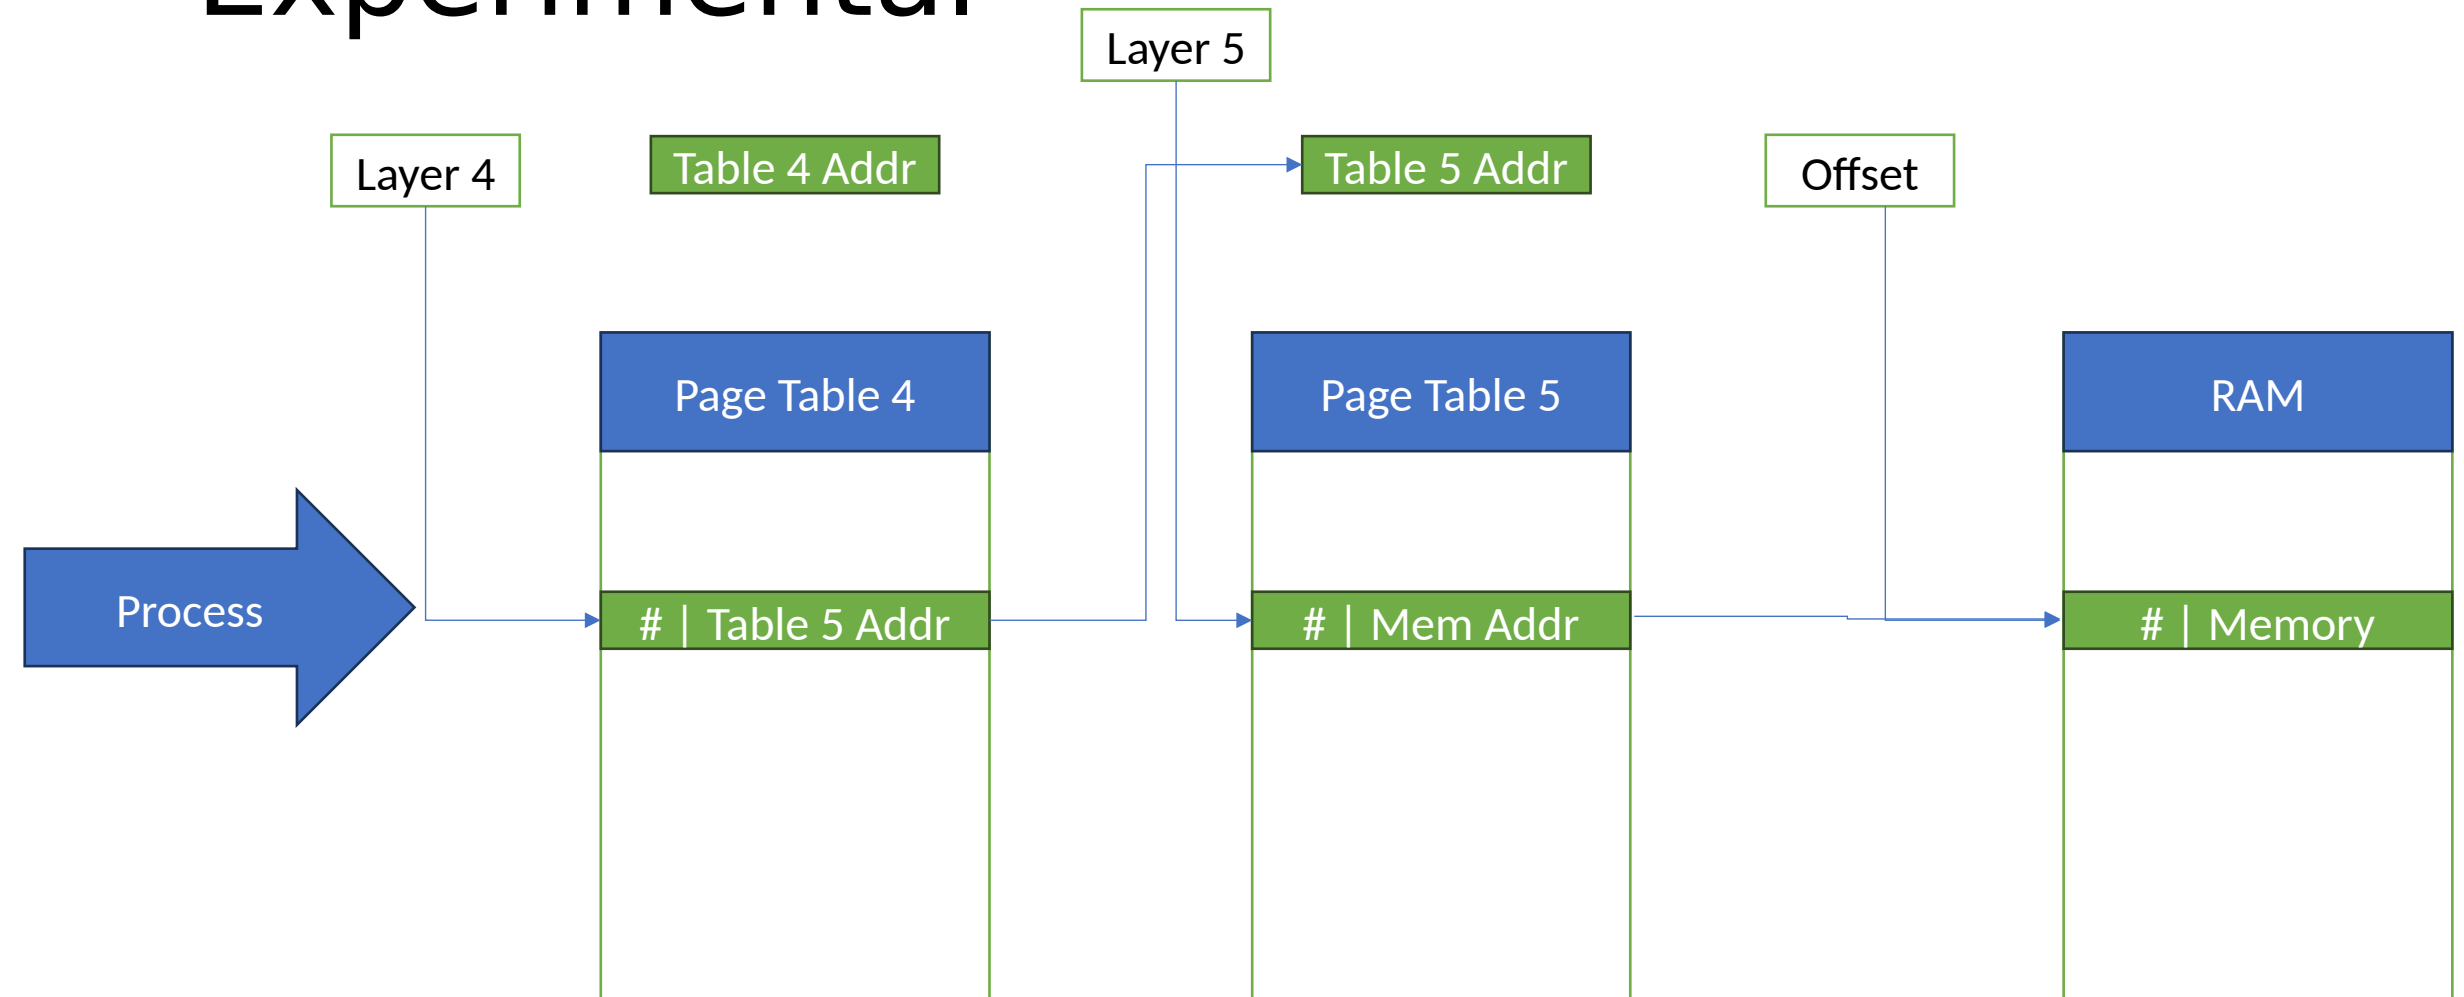 Experimental
Layer 5
Layer 4
Table 4 Addr
Table 5 Addr
Offset
Page Table 4
Page Table 5
RAM
Process
# | Table 5 Addr
# | Mem Addr
# | Memory